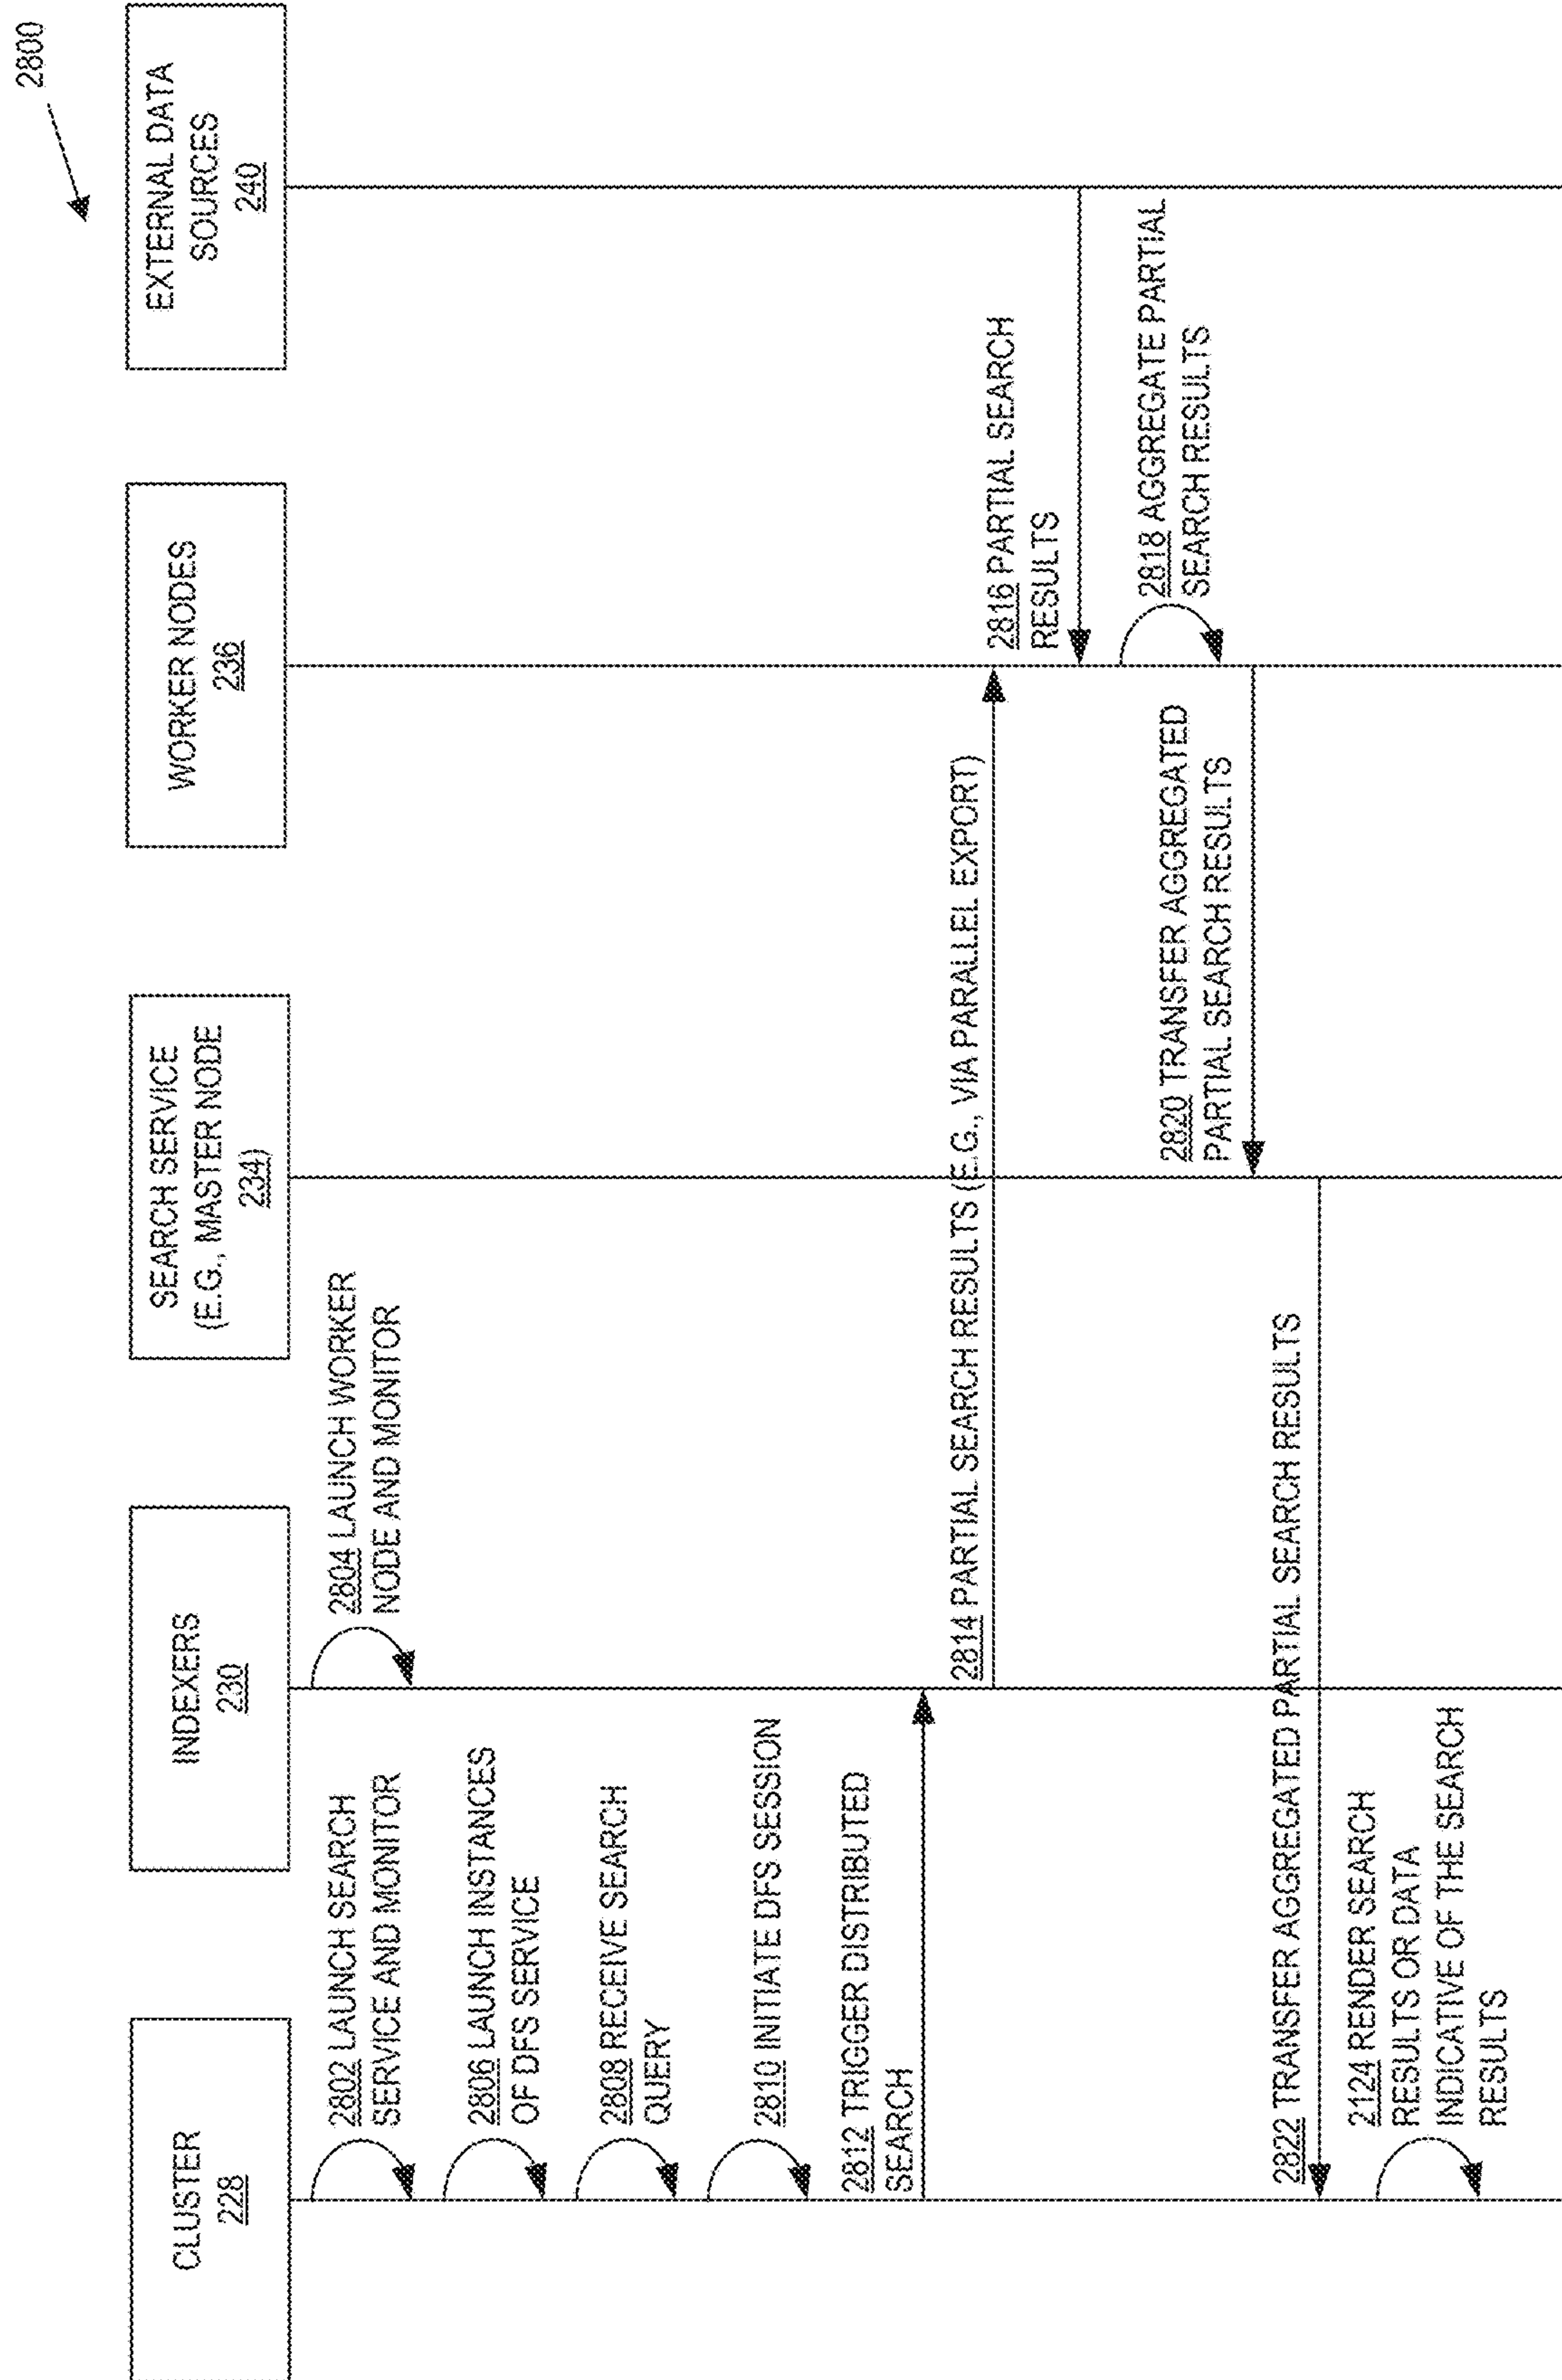 2800
CLUSTER
228
INDEXERS
230
SEARCH SERVICE
(E.G., MASTER NODE
234)
WORKER NODES
236
EXTERNAL DATA
SOURCES
240
2802 LAUNCH SEARCH
SERVICE AND MONITOR
2804 LAUNCH WORKER
NODE AND MONITOR
2806 LAUNCH INSTANCES
OF DFS SERVICE
2808 RECEIVE SEARCH
QUERY
2810 INITIATE DFS SESSION
2812 TRIGGER DISTRIBUTED
SEARCH
2814 PARTIAL SEARCH RESULTS (E.G., VIA PARALLEL EXPORT)
2816 PARTIAL SEARCH
RESULTS
2818 AGGREGATE PARTIAL
SEARCH RESULTS
2820 TRANSFER AGGREGATED
PARTIAL SEARCH RESULTS
2822 TRANSFER AGGREGATED PARTIAL SEARCH RESULTS
2124 RENDER SEARCH
RESULTS OR DATA
INDICATIVE OF THE SEARCH
RESULTS